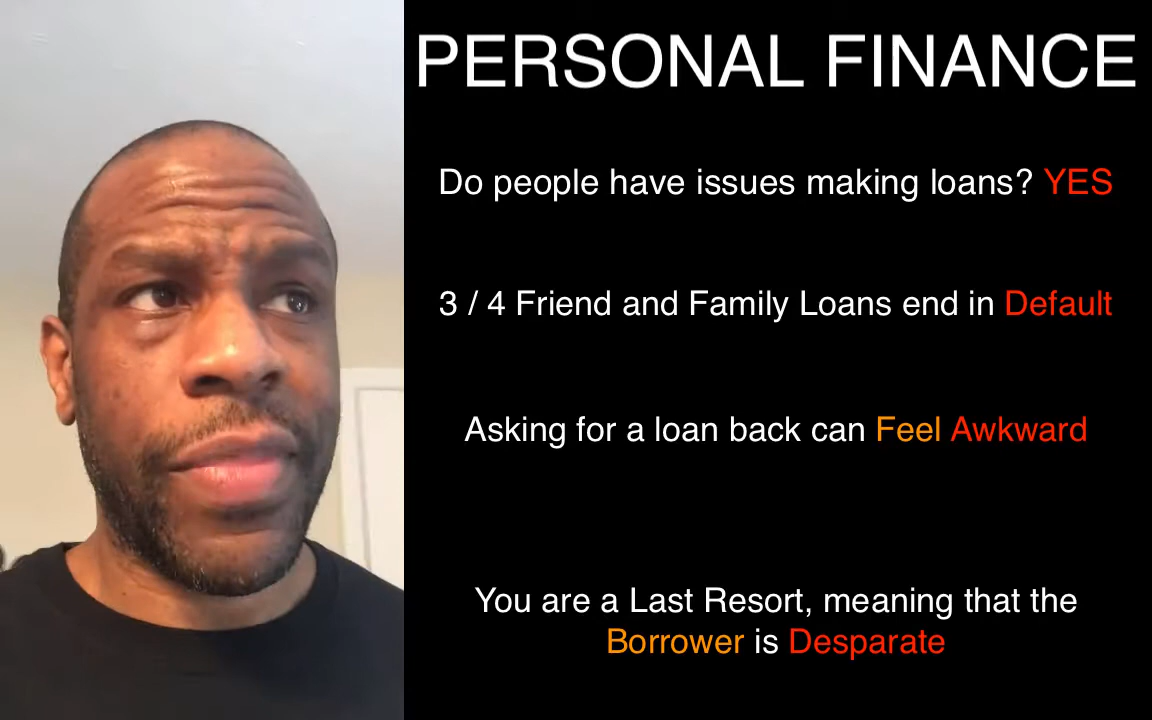 PERSONAL FINANCE
Do people have issues making loans? YES
3 / 4 Friend and Family Loans end in Default
Asking for a loan back can Feel Awkward
You are a Last Resort, meaning that the
Borrower is Desparate